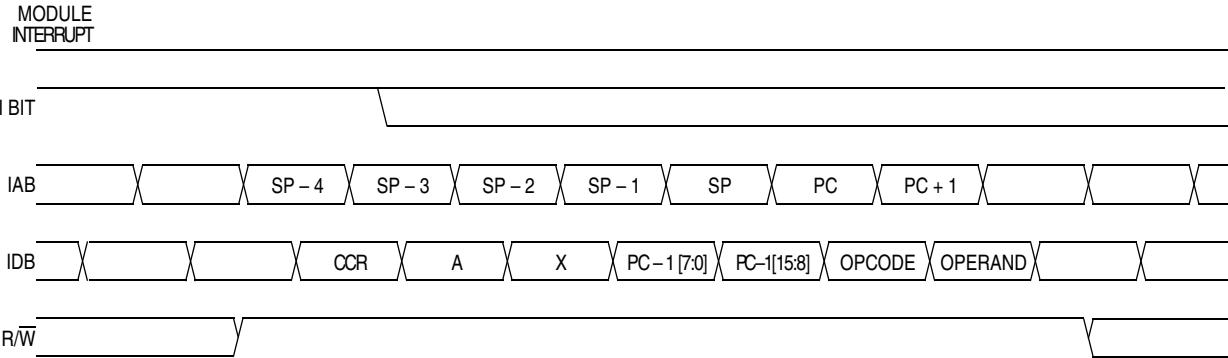 MODULE
INTERRUPT
I BIT
IAB SP – 4 SP – 3 SP – 2 SP – 1 SP PC PC + 1
IDB CCR A X PC – 1 [7:0] PC–1[15:8] OPCODE OPERAND
R/W̅